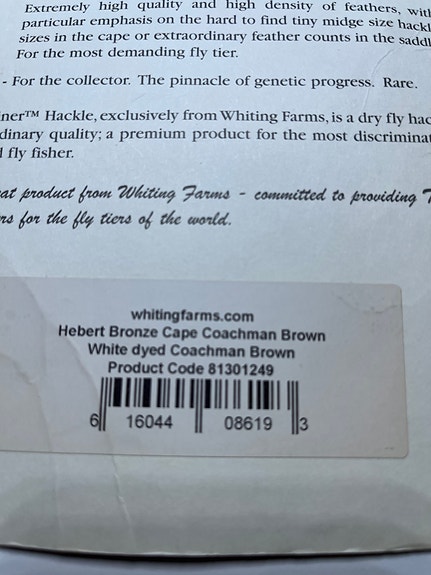 Extremely high quality and high density of feathers, with
particular emphasis on the hard to find tiny midge size hackl
sizes in the cape or extraordinary feather counts in the sadd
For the most demanding fly tier.
- For the collector. The pinnacle of genetic progress. Rare.
iner™ Hackle, exclusively from Whiting Farms, is a dry fly hac
dinary quality; a premium product for the most discriminat
l fly fisher.
eat product from Whiting Farms - committed to providing T
rs for the fly tiers of the world.
whitingfarms.com
Hebert Bronze Cape Coachman Brown
White dyed Coachman Brown
Product Code 81301249
6 16044 08619 3